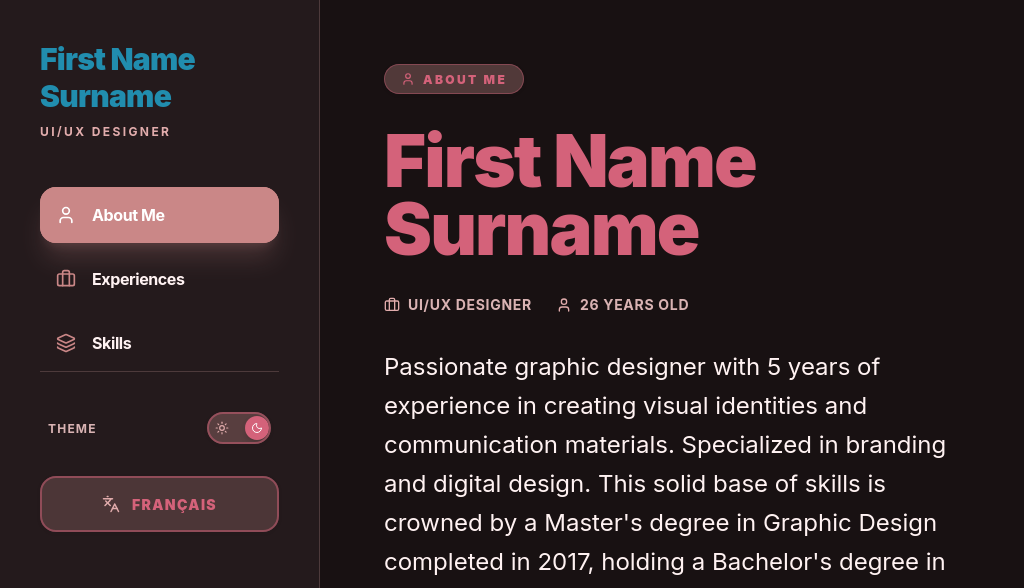 First Name
Surname
UI/UX DESIGNER
About Me
Experiences
Skills
THEME
FRANÇAIS
ABOUT ME
First Name
Surname
UI/UX DESIGNER 26 YEARS OLD
Passionate graphic designer with 5 years of
experience in creating visual identities and
communication materials. Specialized in branding
and digital design. This solid base of skills is
crowned by a Master's degree in Graphic Design
completed in 2017, holding a Bachelor's degree in